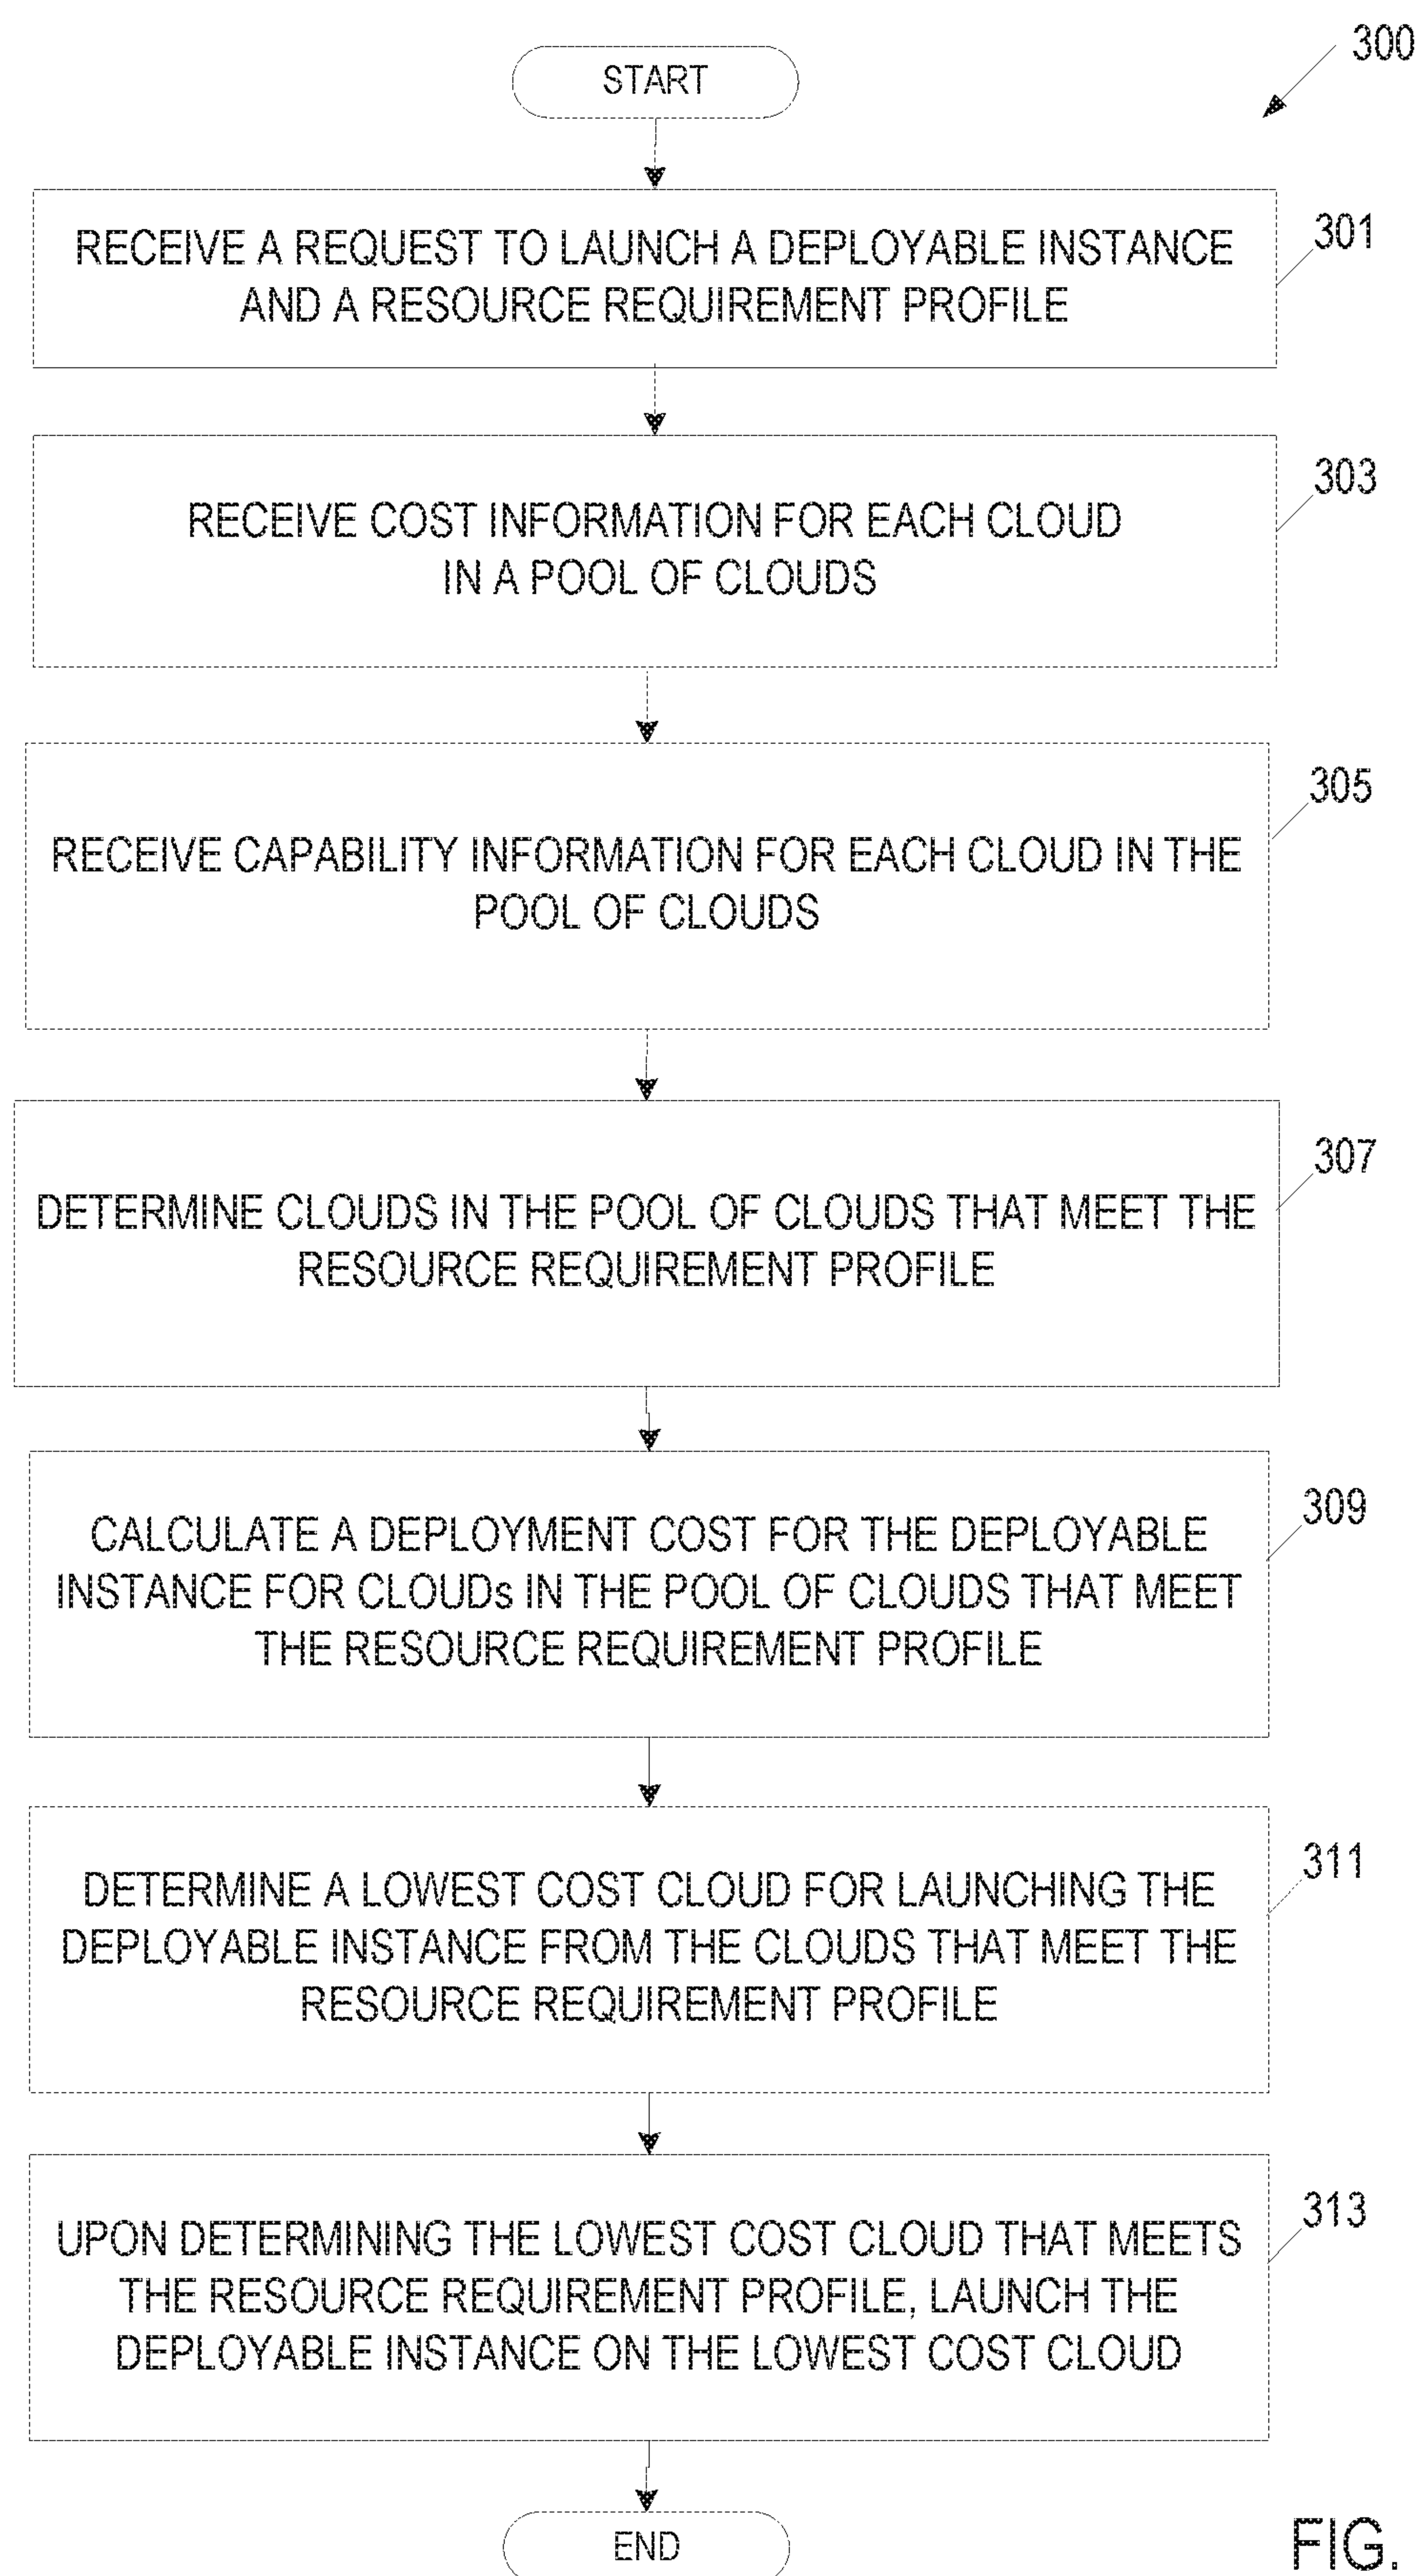 300
START
301
RECEIVE A REQUEST TO LAUNCH A DEPLOYABLE INSTANCE
AND A RESOURCE REQUIREMENT PROFILE
303
RECEIVE COST INFORMATION FOR EACH CLOUD
IN A POOL OF CLOUDS
305
RECEIVE CAPABILITY INFORMATION FOR EACH CLOUD IN THE
POOL OF CLOUDS
307
DETERMINE CLOUDS IN THE POOL OF CLOUDS THAT MEET THE
RESOURCE REQUIREMENT PROFILE
309
CALCULATE A DEPLOYMENT COST FOR THE DEPLOYABLE
INSTANCE FOR CLOUDs IN THE POOL OF CLOUDS THAT MEET
THE RESOURCE REQUIREMENT PROFILE
311
DETERMINE A LOWEST COST CLOUD FOR LAUNCHING THE
DEPLOYABLE INSTANCE FROM THE CLOUDS THAT MEET THE
RESOURCE REQUIREMENT PROFILE
313
UPON DETERMINING THE LOWEST COST CLOUD THAT MEETS
THE RESOURCE REQUIREMENT PROFILE, LAUNCH THE
DEPLOYABLE INSTANCE ON THE LOWEST COST CLOUD
END
FIG.